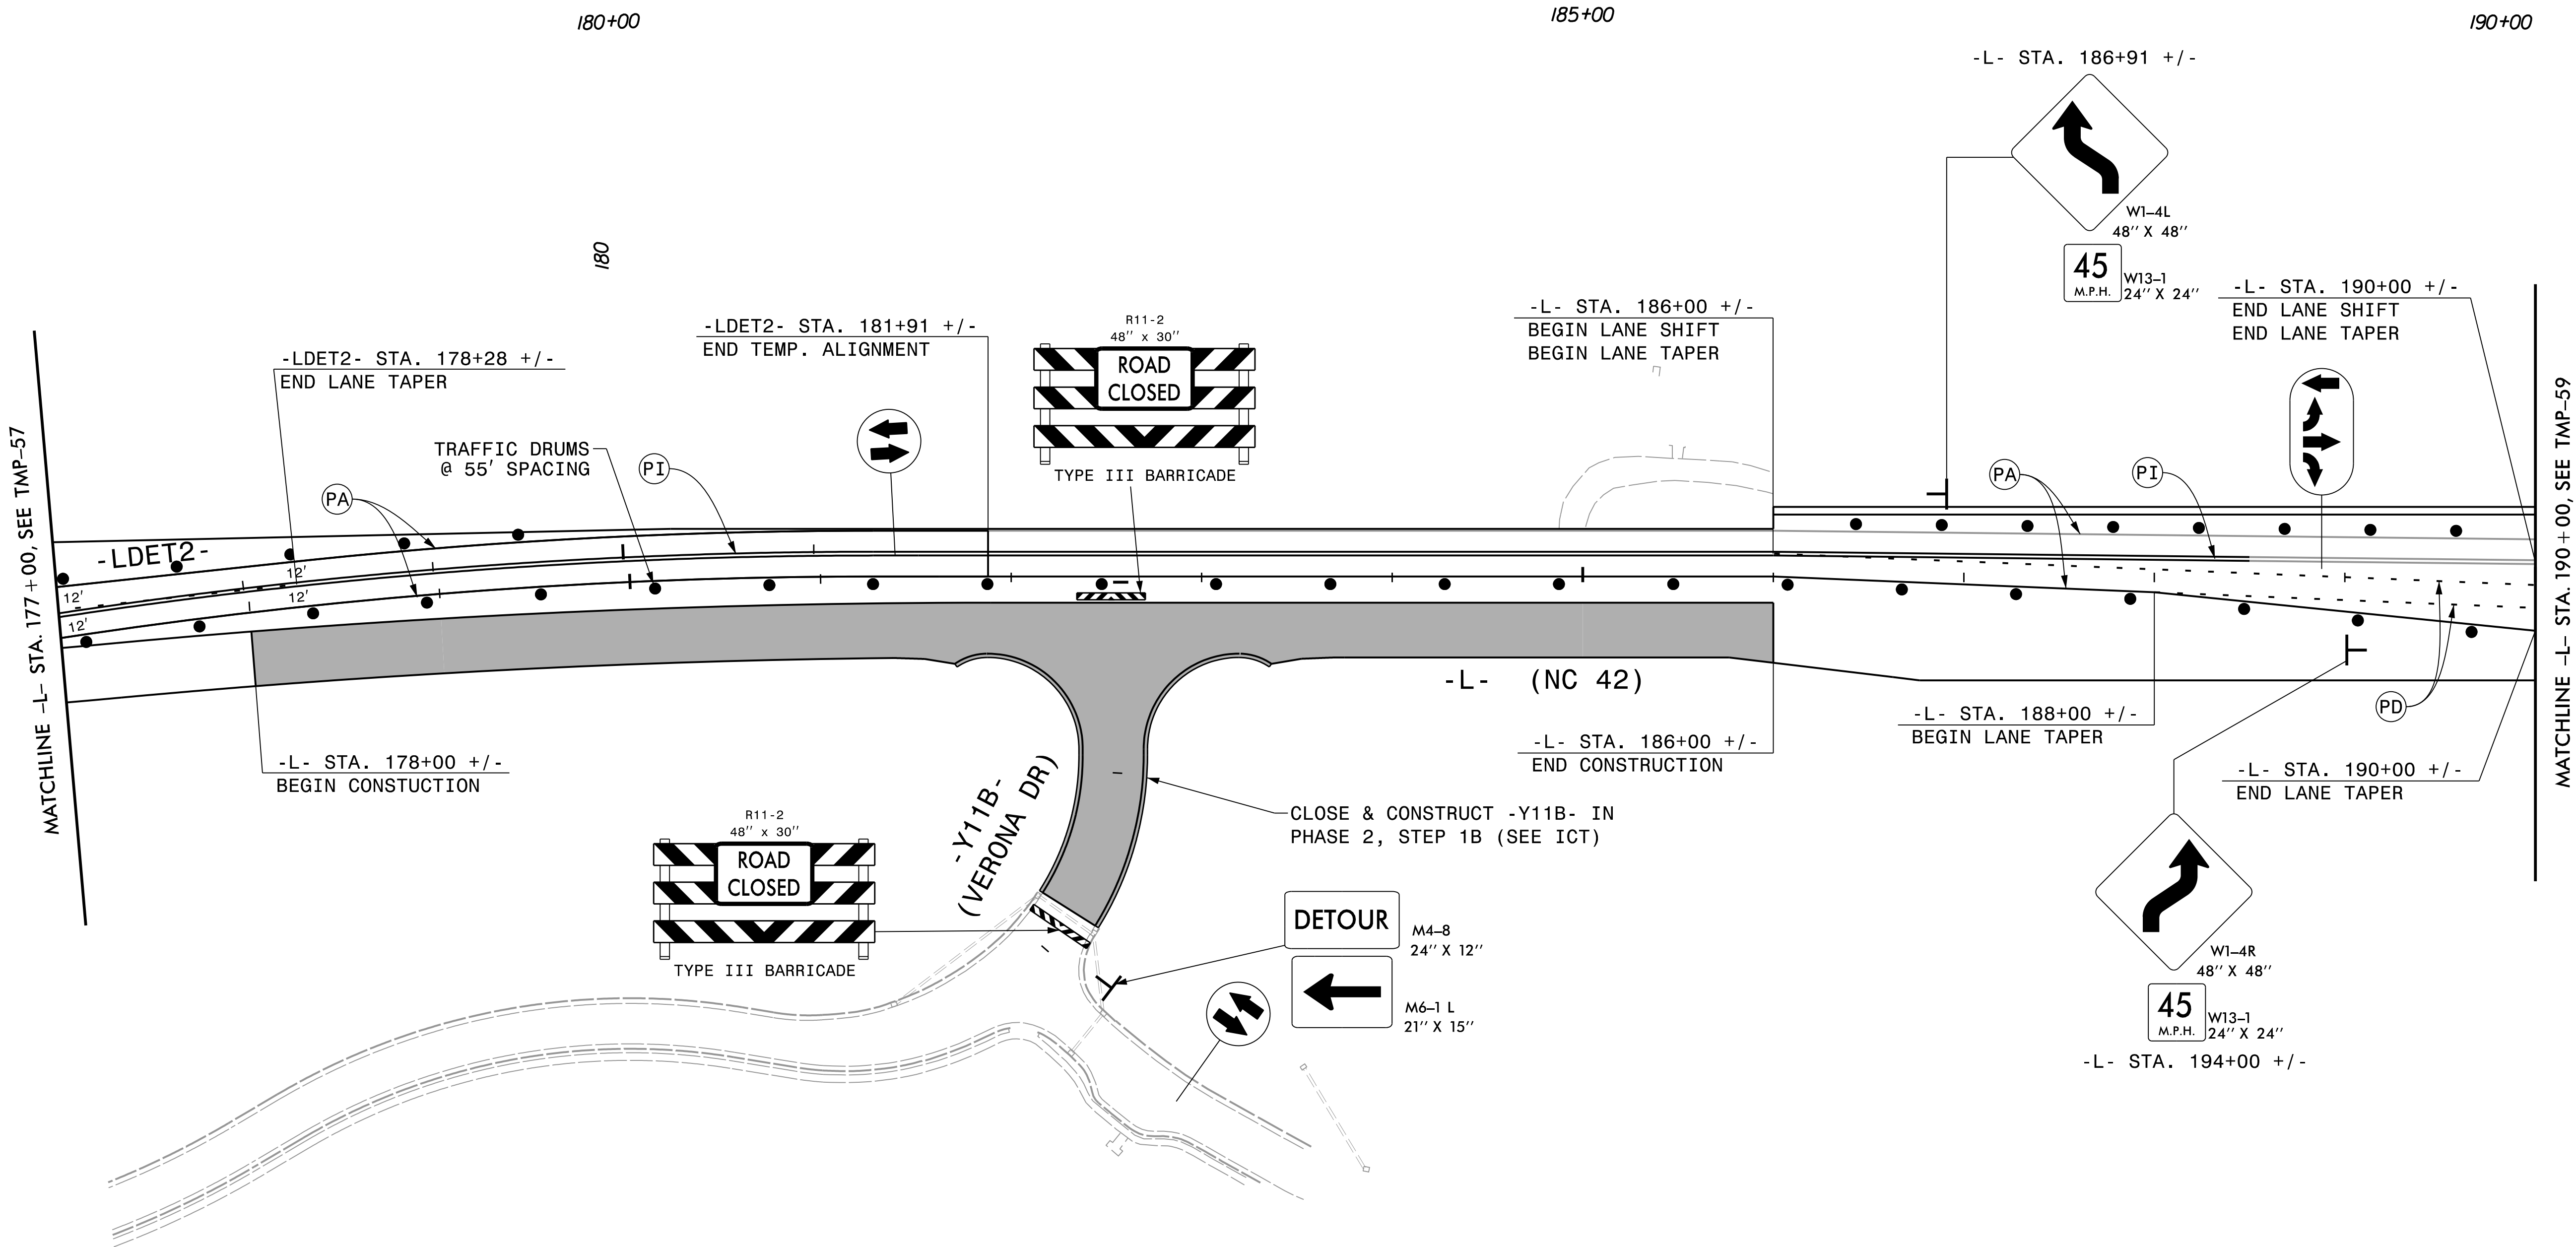 180+00
185+00
190+00
-L- STA. 186+91 +/-
W1-4L
48'' X 48''
45
M.P.H.
W13-1
24'' X 24''
180
-L- STA. 190+00 +/-
END LANE SHIFT
END LANE TAPER
-L- STA. 186+00 +/-
BEGIN LANE SHIFT
BEGIN LANE TAPER
R11-2
48'' x 30''
ROAD
CLOSED
TYPE III BARRICADE
-LDET2- STA. 181+91 +/-
END TEMP. ALIGNMENT
-LDET2- STA. 178+28 +/-
END LANE TAPER
TRAFFIC DRUMS
@ 55' SPACING
PI
PA
PA
PI
MATCHLINE -L- STA. 177+00, SEE TMP-57
MATCHLINE -L- STA. 190+00, SEE TMP-59
-LDET2-
12'
12'
12'
12'
-L- (NC 42)
-L- STA. 178+00 +/-
BEGIN CONSTUCTION
-L- STA. 186+00 +/-
END CONSTRUCTION
-L- STA. 188+00 +/-
BEGIN LANE TAPER
PD
-L- STA. 190+00 +/-
END LANE TAPER
-Y11B-
(VERONA DR)
CLOSE & CONSTRUCT -Y11B- IN
PHASE 2, STEP 1B (SEE ICT)
R11-2
48'' x 30''
ROAD
CLOSED
TYPE III BARRICADE
DETOUR
M4-8
24'' X 12''
M6-1 L
21'' X 15''
W1-4R
48'' X 48''
45
M.P.H.
W13-1
24'' X 24''
-L- STA. 194+00 +/-